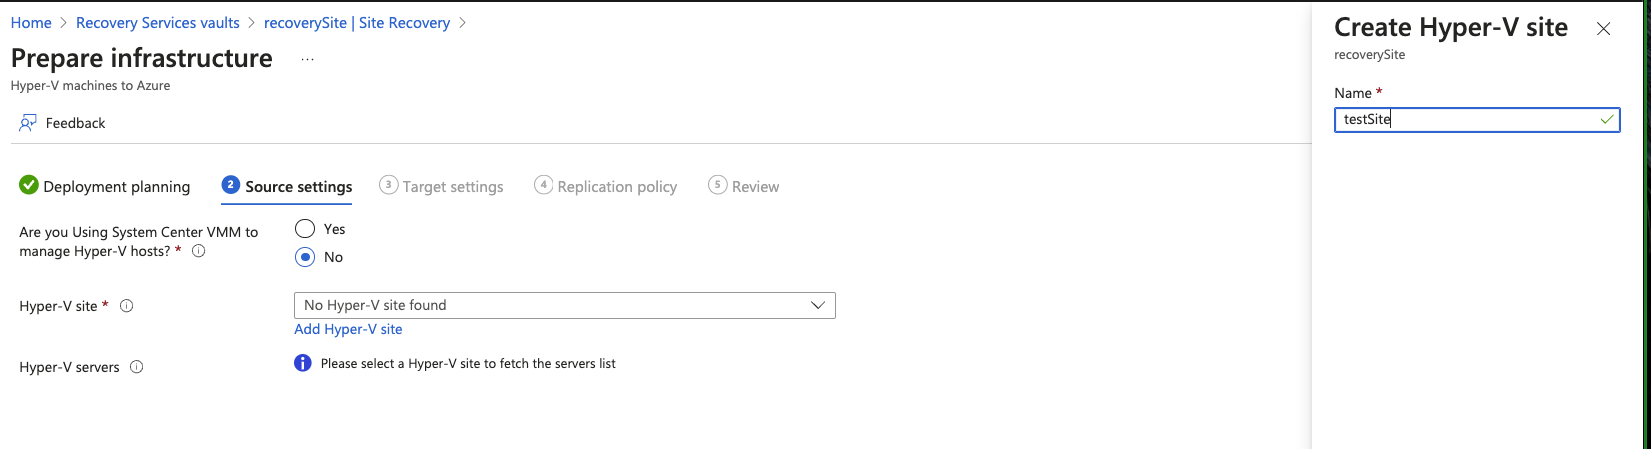 Home > Recovery Services vaults > recoverySite | Site Recovery >
Prepare infrastructure ...
Hyper-V machines to Azure
Feedback
Deployment planning
2 Source settings
3 Target settings
4 Replication policy
5 Review
Are you Using System Center VMM to
manage Hyper-V hosts? *
Yes
No
Hyper-V site *
No Hyper-V site found
Add Hyper-V site
Hyper-V servers
Please select a Hyper-V site to fetch the servers list
Create Hyper-V site
recoverySite
Name *
testSite